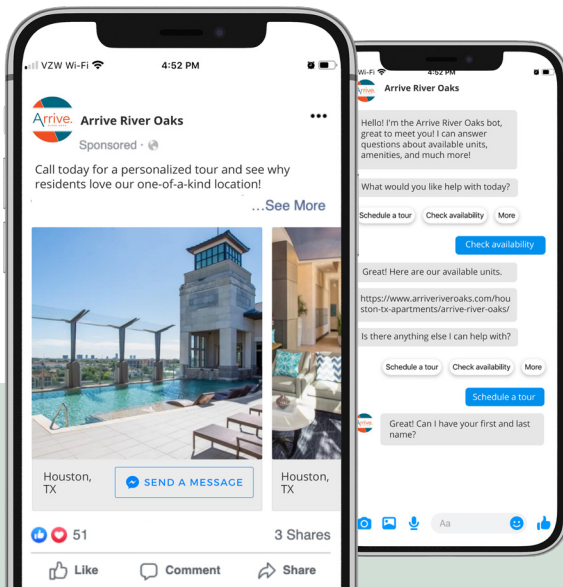 VZW Wi-Fi
4:52 PM
Arrive.
Arrive River Oaks
Sponsored ·
Call today for a personalized tour and see why
residents love our one-of-a-kind location!
...See More
Houston,
TX
SEND A MESSAGE
Houston,
TX
51
3 Shares
Like
Comment
Share
Wi-Fi
4:52 PM
Arrive.
Arrive River Oaks
Hello! I'm the Arrive River Oaks bot,
great to meet you! I can answer
questions about available units,
amenities, and much more!
What would you like help with today?
Schedule a tour
Check availability
More
Check availability
Great! Here are our available units.
https://www.arriveriveroaks.com/hou
ston-tx-apartments/arrive-river-oaks/
Is there anything else I can help with?
Schedule a tour
Check availability
More
Schedule a tour
Arrive.
Great! Can I have your first and last
name?
Aa